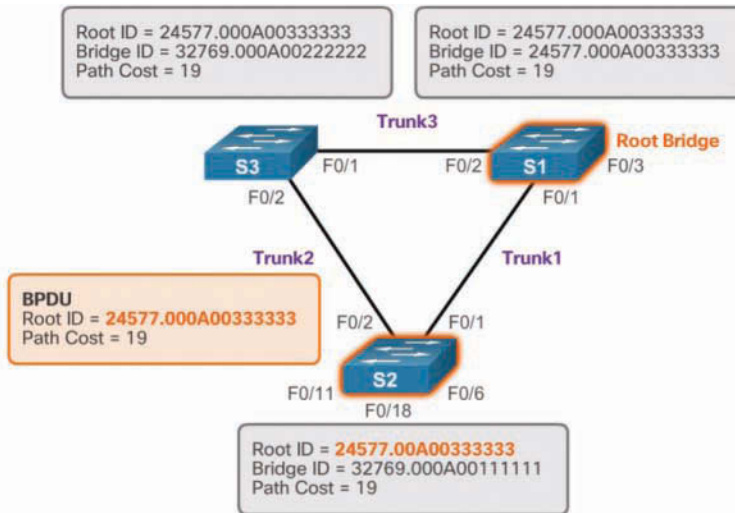 Root ID = 24577.000A00333333
Bridge ID = 32769.000A00222222
Path Cost = 19
Root ID = 24577.000A00333333
Bridge ID = 24577.000A00333333
Path Cost = 19
Trunk3
Root Bridge
S3
F0/1
F0/2
S1
F0/3
F0/2
F0/1
Trunk2
Trunk1
BPDU
Root ID = 24577.000A00333333
Path Cost = 19
F0/2
F0/1
S2
F0/11
F0/6
F0/18
Root ID = 24577.00A00333333
Bridge ID = 32769.000A00111111
Path Cost = 19